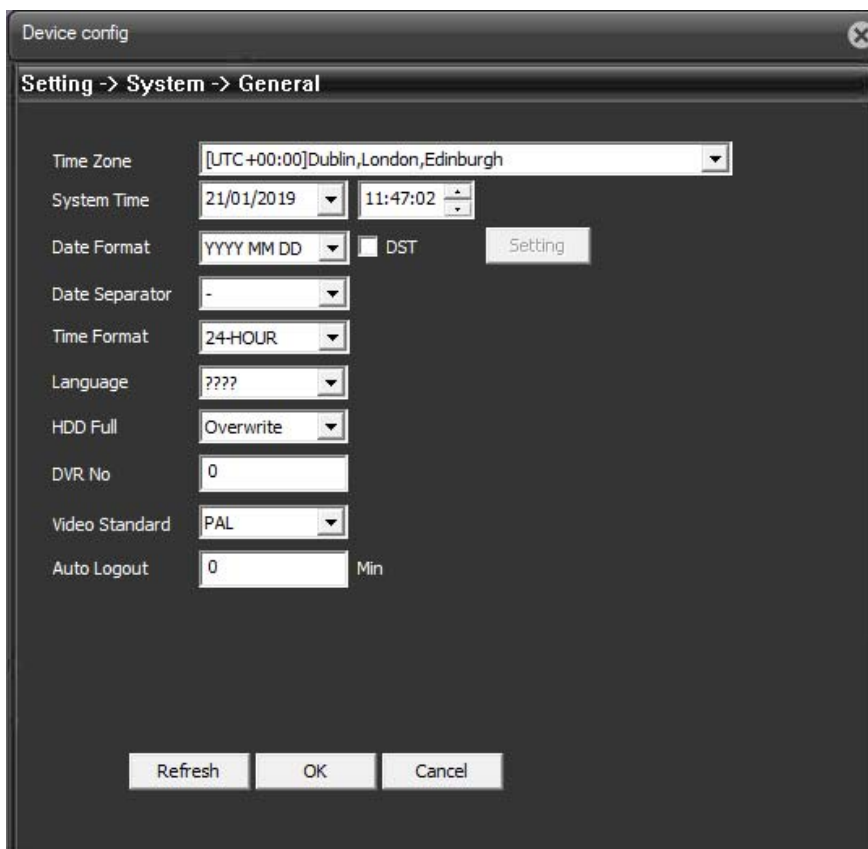 Device config
Setting -> System -> General
Time Zone [UTC+00:00]Dublin,London,Edinburgh
System Time 21/01/2019 11:47:02
Date Format YYYY MM DD DST Setting
Date Separator -
Time Format 24-HOUR
Language ????
HDD Full Overwrite
DVR No 0
Video Standard PAL
Auto Logout 0 Min
Refresh OK Cancel